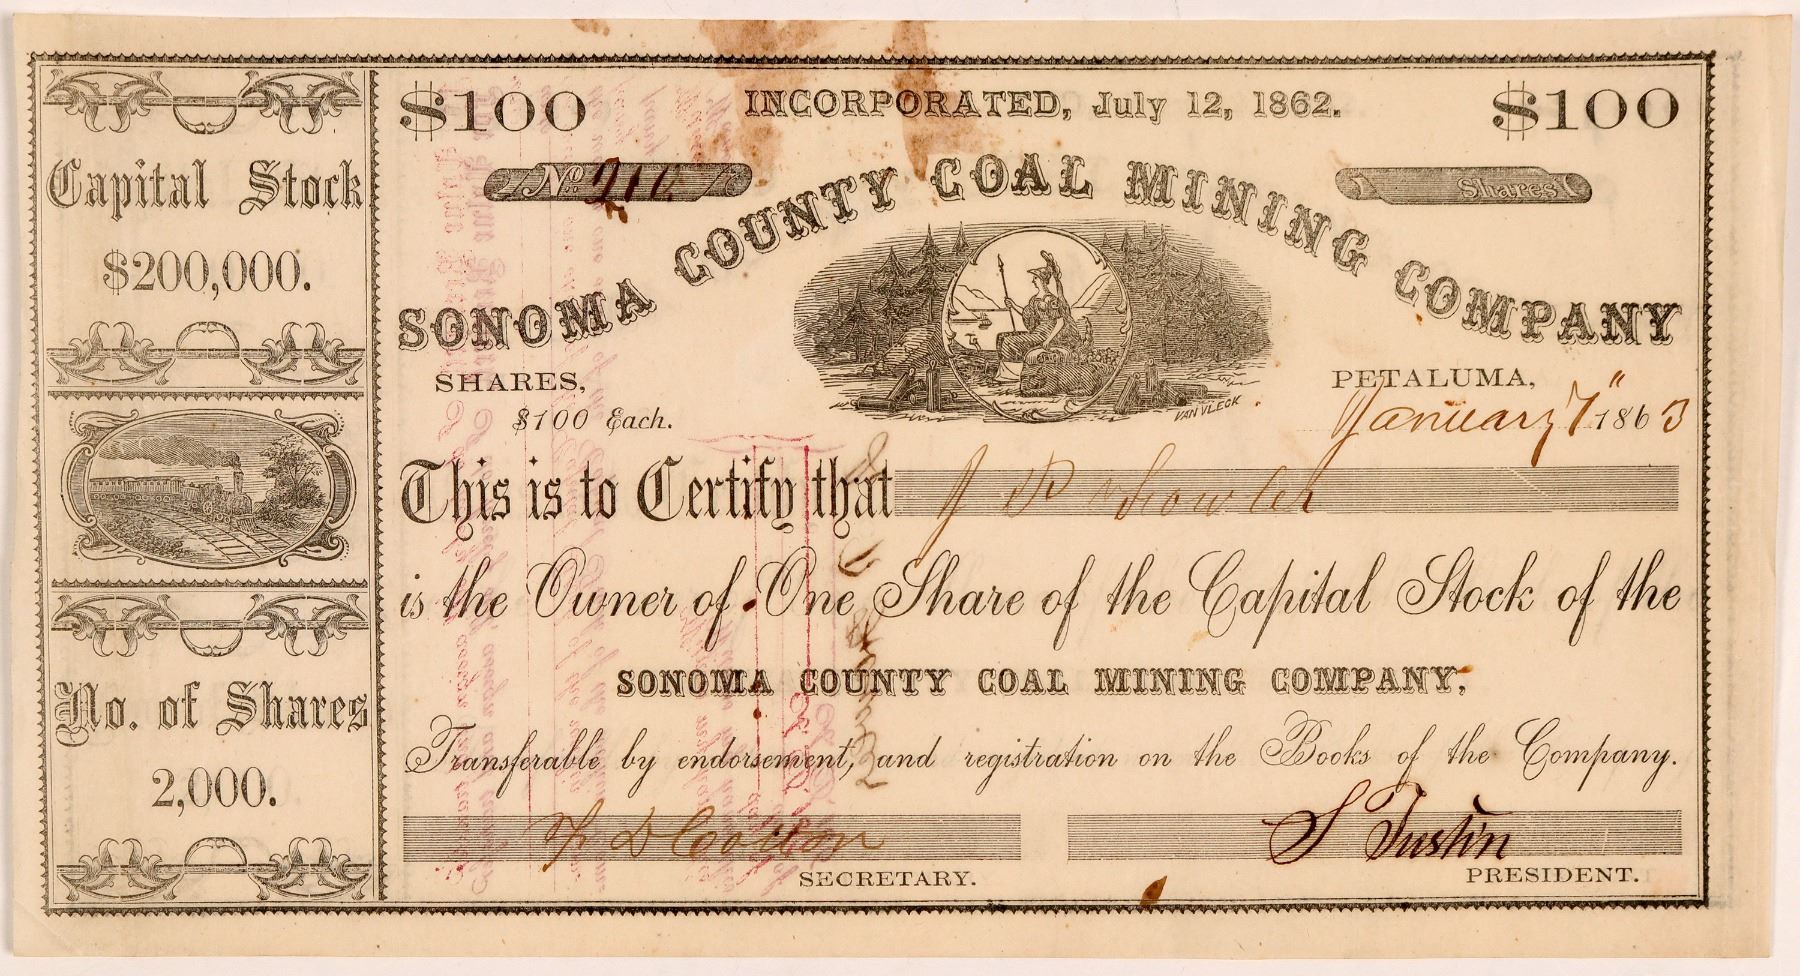 Capital Stock
$200,000.
No. of Shares
2,000.
$100 INCORPORATED, July 12, 1862. $100
No. Shares
SONOMA COUNTY COAL MINING COMPANY
SHARES,
$100 Each.
VAN VLECK
PETALUMA,
January 7" 1863
This is to Certify that J
is the Owner of One Share of the Capital Stock of the
SONOMA COUNTY COAL MINING COMPANY,
Transferable by endorsement, and registration on the Books of the Company.
D Colton S Tustin
SECRETARY. PRESIDENT.